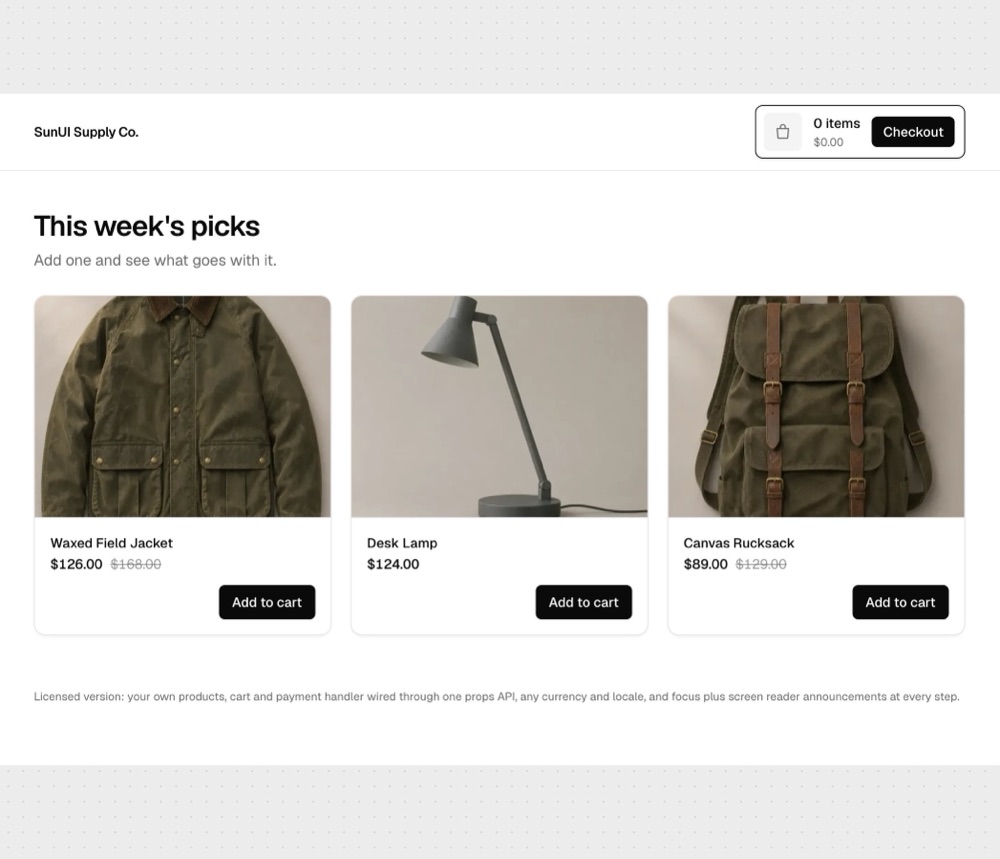 SunUI Supply Co.
0 items
$0.00
Checkout
This week's picks
Add one and see what goes with it.
Waxed Field Jacket
$126.00 $168.00
Add to cart
Desk Lamp
$124.00
Add to cart
Canvas Rucksack
$89.00 $129.00
Add to cart
Licensed version: your own products, cart and payment handler wired through one props API, any currency and locale, and focus plus screen reader announcements at every step.